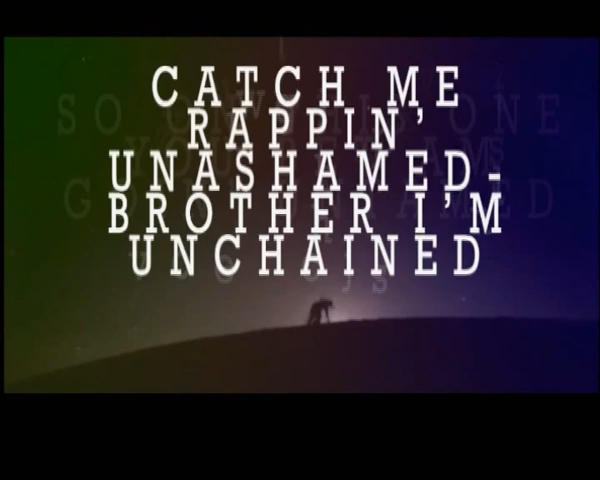 CATCH ME
RAPPIN'
UNASHAMED-
BROTHER I'M
UNCHAINED